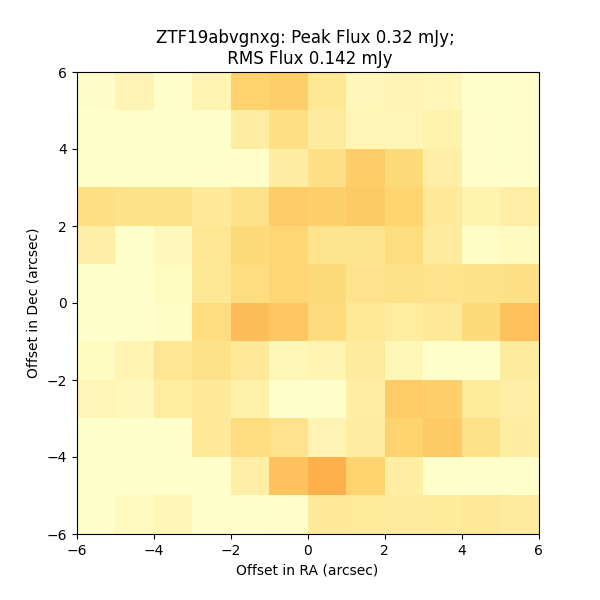 ZTF19abvgnxg: Peak Flux 0.32 mJy;
RMS Flux 0.142 mJy
6
4
2
0
−2
−4
−6
Offset in Dec (arcsec)
−6 −4 −2 0 2 4 6
Offset in RA (arcsec)